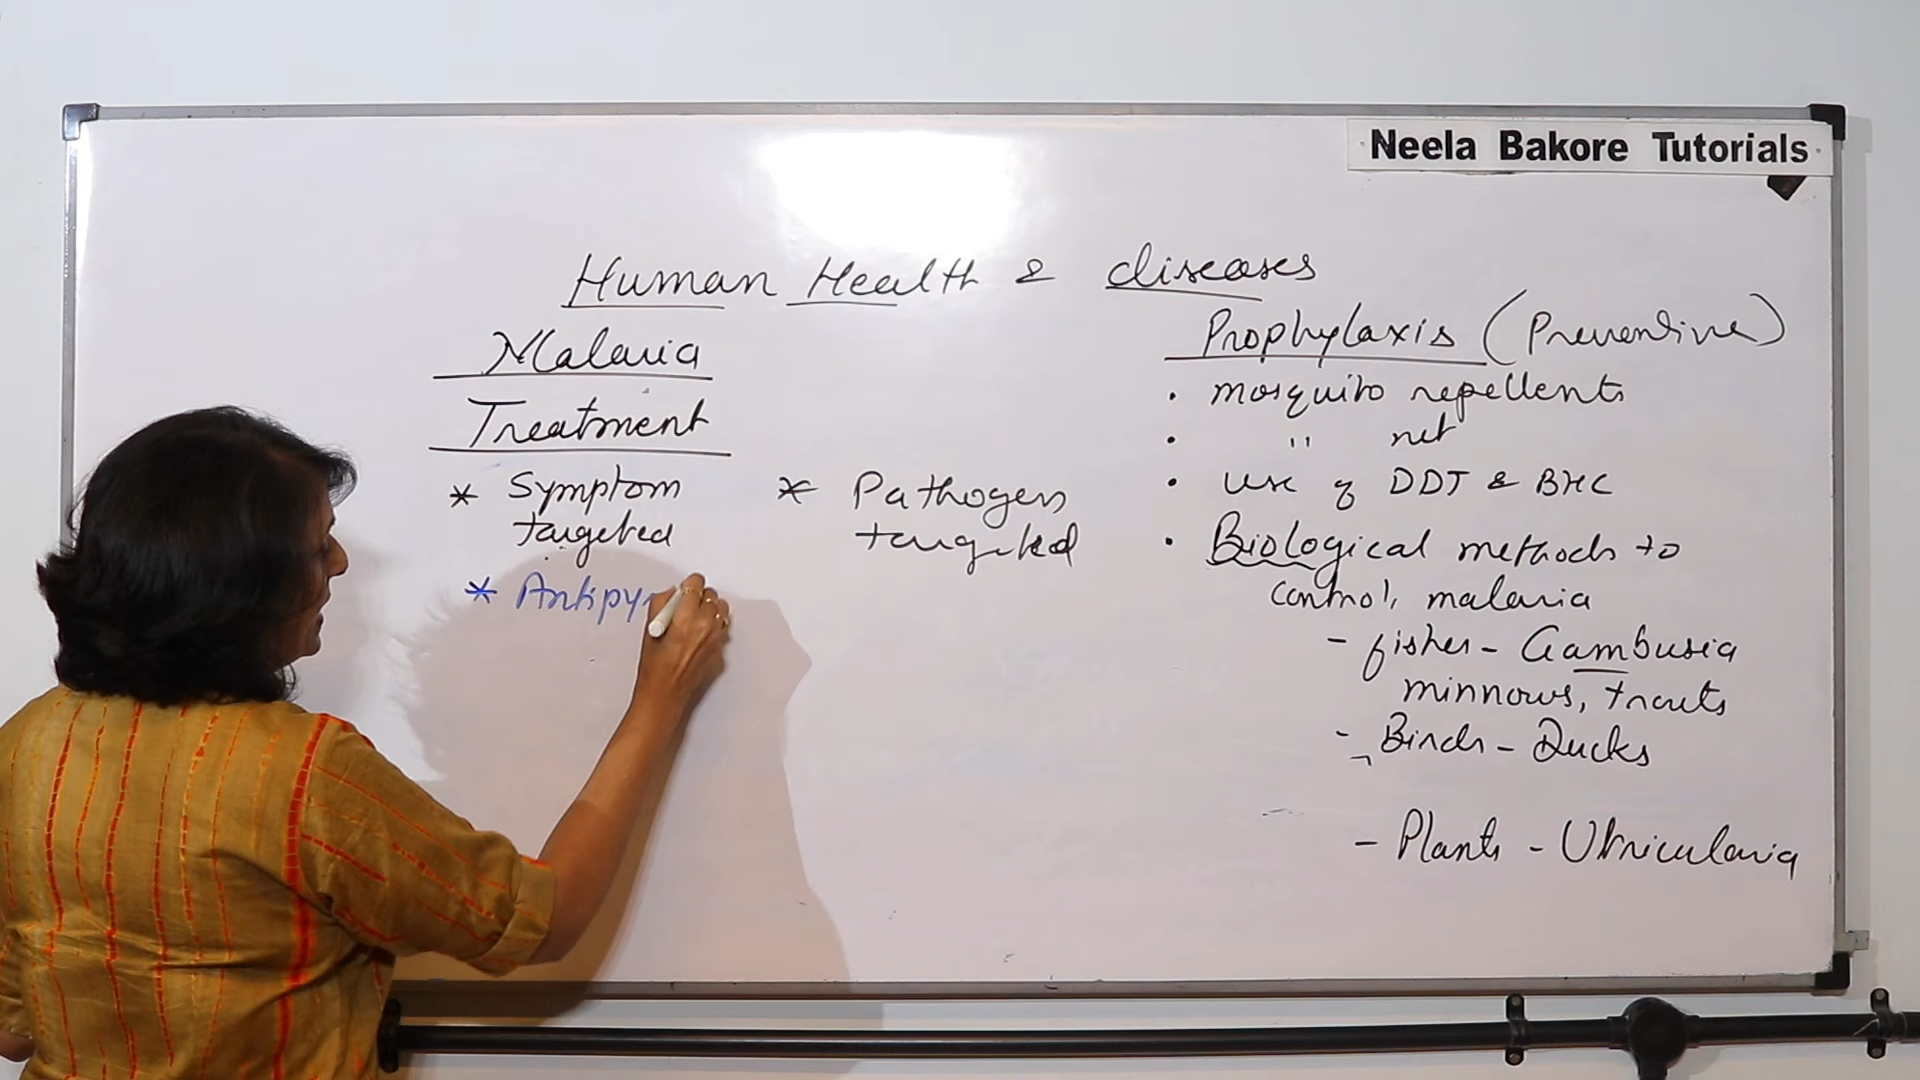 Neela Bakore Tutorials
Human Health & diseases
Malaria
Treatment
* Symptom targeted
* Antipy
* Pathogen targeted
Prophylaxis (Preventive)
• mosquito repellents
• " net
• use of DDT & BHC
• Biological methods to
control malaria
- fishes - Gambusia
minnows, trouts
- Birds - Ducks
- Plants - Utricularia